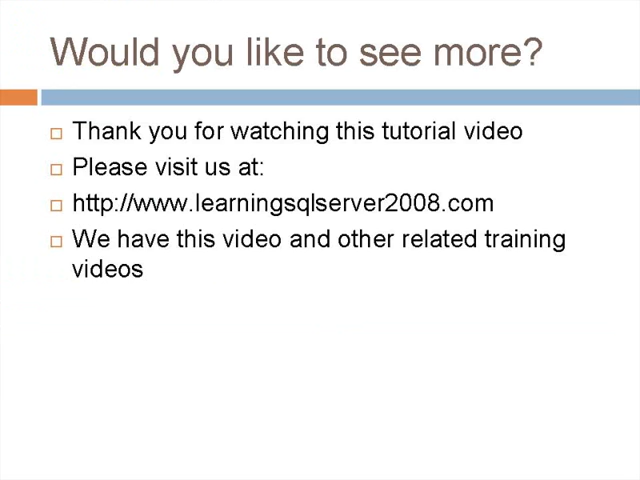 Would you like to see more?
Thank you for watching this tutorial video
Please visit us at:
http://www.learningsqlserver2008.com
We have this video and other related training
videos